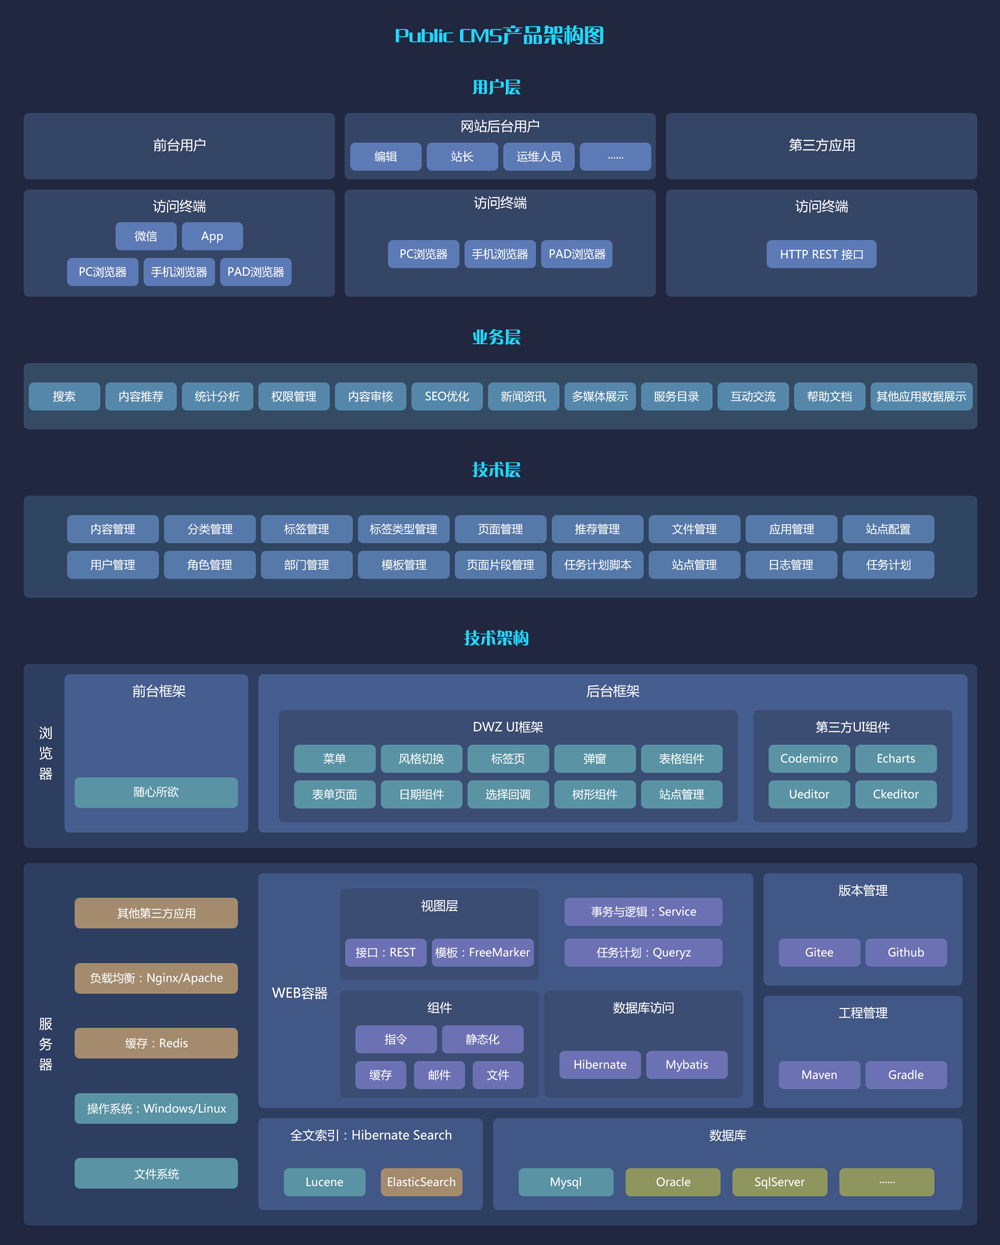 Public CMS产品架构图
用户层
前台用户
网站后台用户
编辑 站长 运维人员 ......
第三方应用
访问终端
微信 App
PC浏览器 手机浏览器 PAD浏览器
访问终端
PC浏览器 手机浏览器 PAD浏览器
访问终端
HTTP REST 接口
业务层
搜索 内容推荐 统计分析 权限管理 内容审核 SEO优化 新闻资讯 多媒体展示 服务目录 互动交流 帮助文档 其他应用数据展示
技术层
内容管理 分类管理 标签管理 标签类型管理 页面管理 推荐管理 文件管理 应用管理 站点配置
用户管理 角色管理 部门管理 模板管理 页面片段管理 任务计划脚本 站点管理 日志管理 任务计划
技术架构
浏览器
前台框架
随心所欲
后台框架
DWZ UI框架
菜单 风格切换 标签页 弹窗 表格组件
表单页面 日期组件 选择回调 树形组件 站点管理
第三方UI组件
Codemirro Echarts
Ueditor Ckeditor
服务器
其他第三方应用
负载均衡：Nginx/Apache
缓存：Redis
操作系统：Windows/Linux
文件系统
WEB容器
视图层
接口：REST 模板：FreeMarker
事务与逻辑：Service
任务计划：Queryz
组件
指令 静态化
缓存 邮件 文件
数据库访问
Hibernate Mybatis
版本管理
Gitee Github
工程管理
Maven Gradle
全文索引：Hibernate Search
Lucene ElasticSearch
数据库
Mysql Oracle SqlServer ......